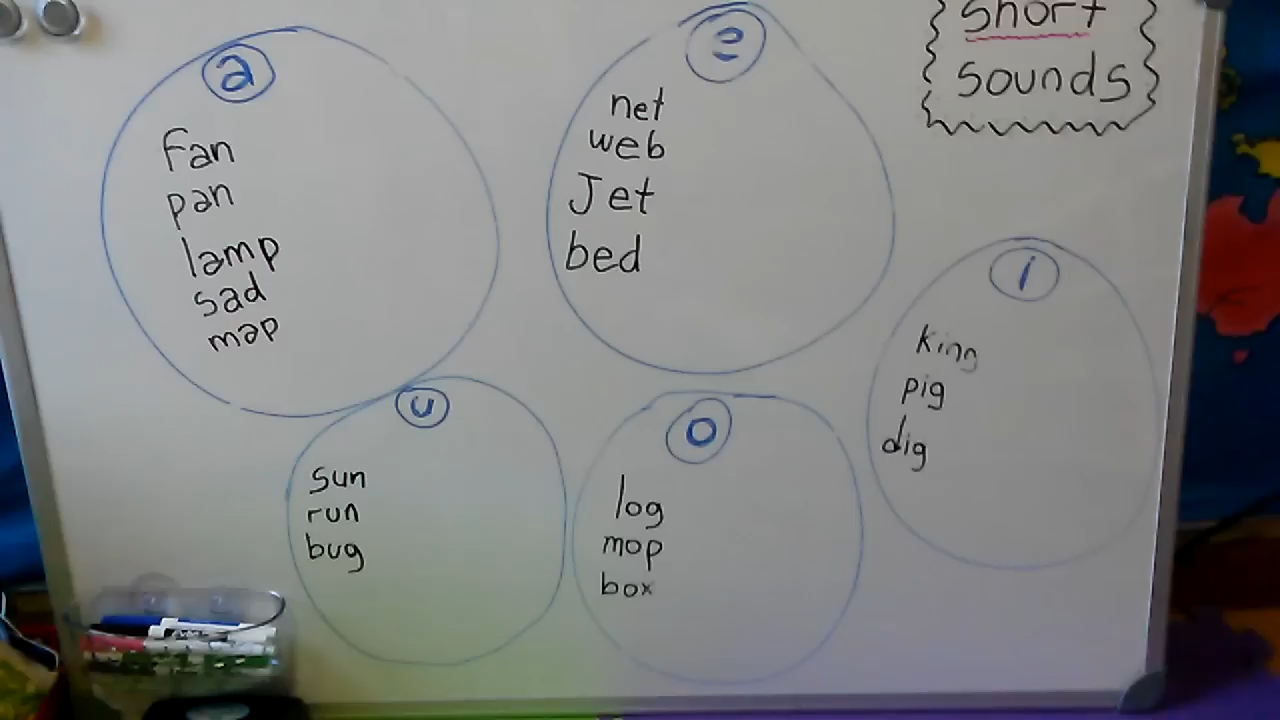 short
sounds
a
Fan
pan
lamp
sad
map
e
net
web
Jet
bed
i
king
pig
dig
u
sun
run
bug
o
log
mop
box